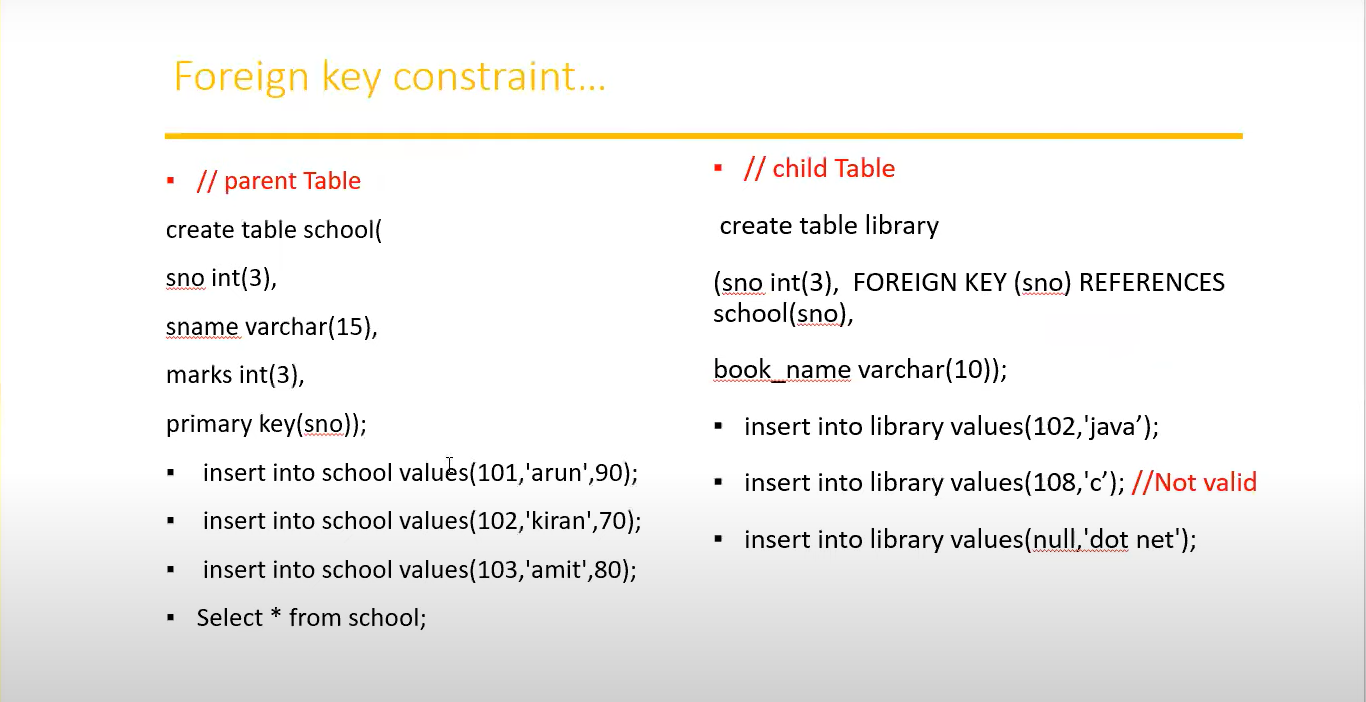 Foreign key constraint...
▪ // parent Table
create table school(
sno int(3),
sname varchar(15),
marks int(3),
primary key(sno));
▪ insert into school values(101,'arun',90);
▪ insert into school values(102,'kiran',70);
▪ insert into school values(103,'amit',80);
▪ Select * from school;
▪ // child Table
create table library
(sno int(3), FOREIGN KEY (sno) REFERENCES
school(sno),
book_name varchar(10));
▪ insert into library values(102,'java’);
▪ insert into library values(108,'c’); //Not valid
▪ insert into library values(null,'dot net');